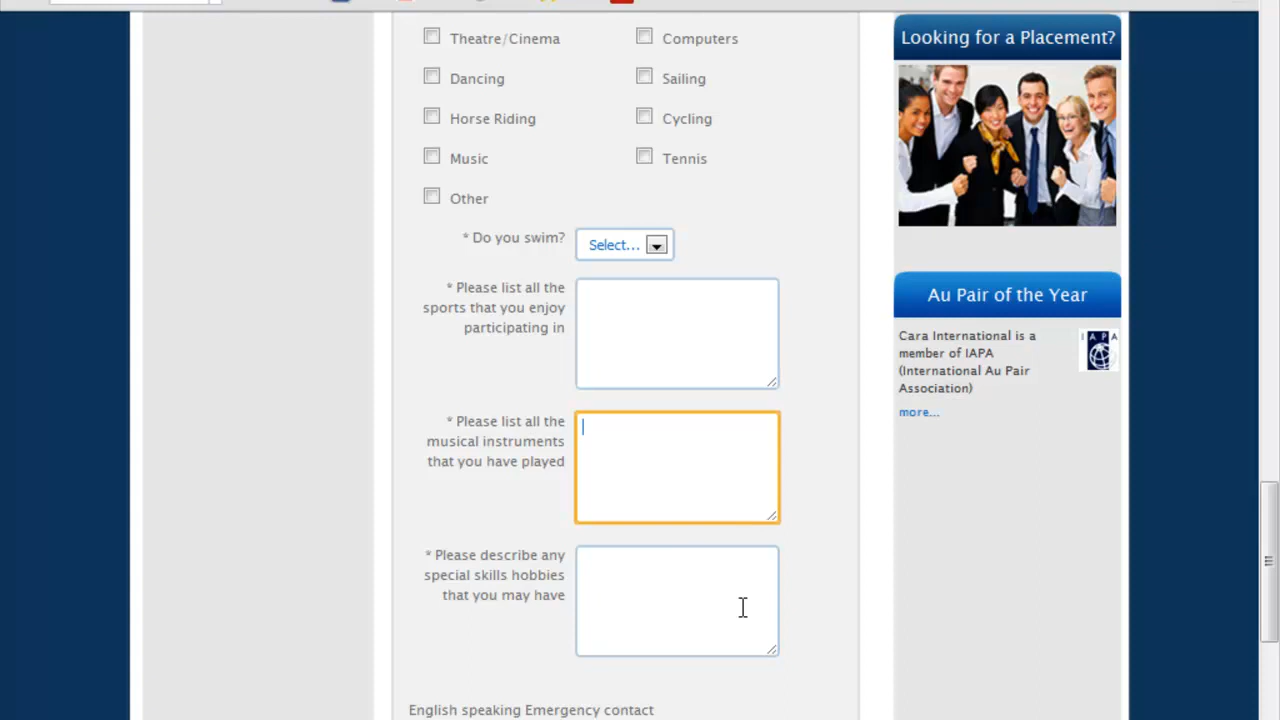 Theatre/Cinema
Computers
Dancing
Sailing
Horse Riding
Cycling
Music
Tennis
Other
* Do you swim?
Select...
* Please list all the
sports that you enjoy
participating in
* Please list all the
musical instruments
that you have played
* Please describe any
special skills hobbies
that you may have
English speaking Emergency contact
Looking for a Placement?
Au Pair of the Year
Cara International is a
member of IAPA
(International Au Pair
Association)
IAPA
more...